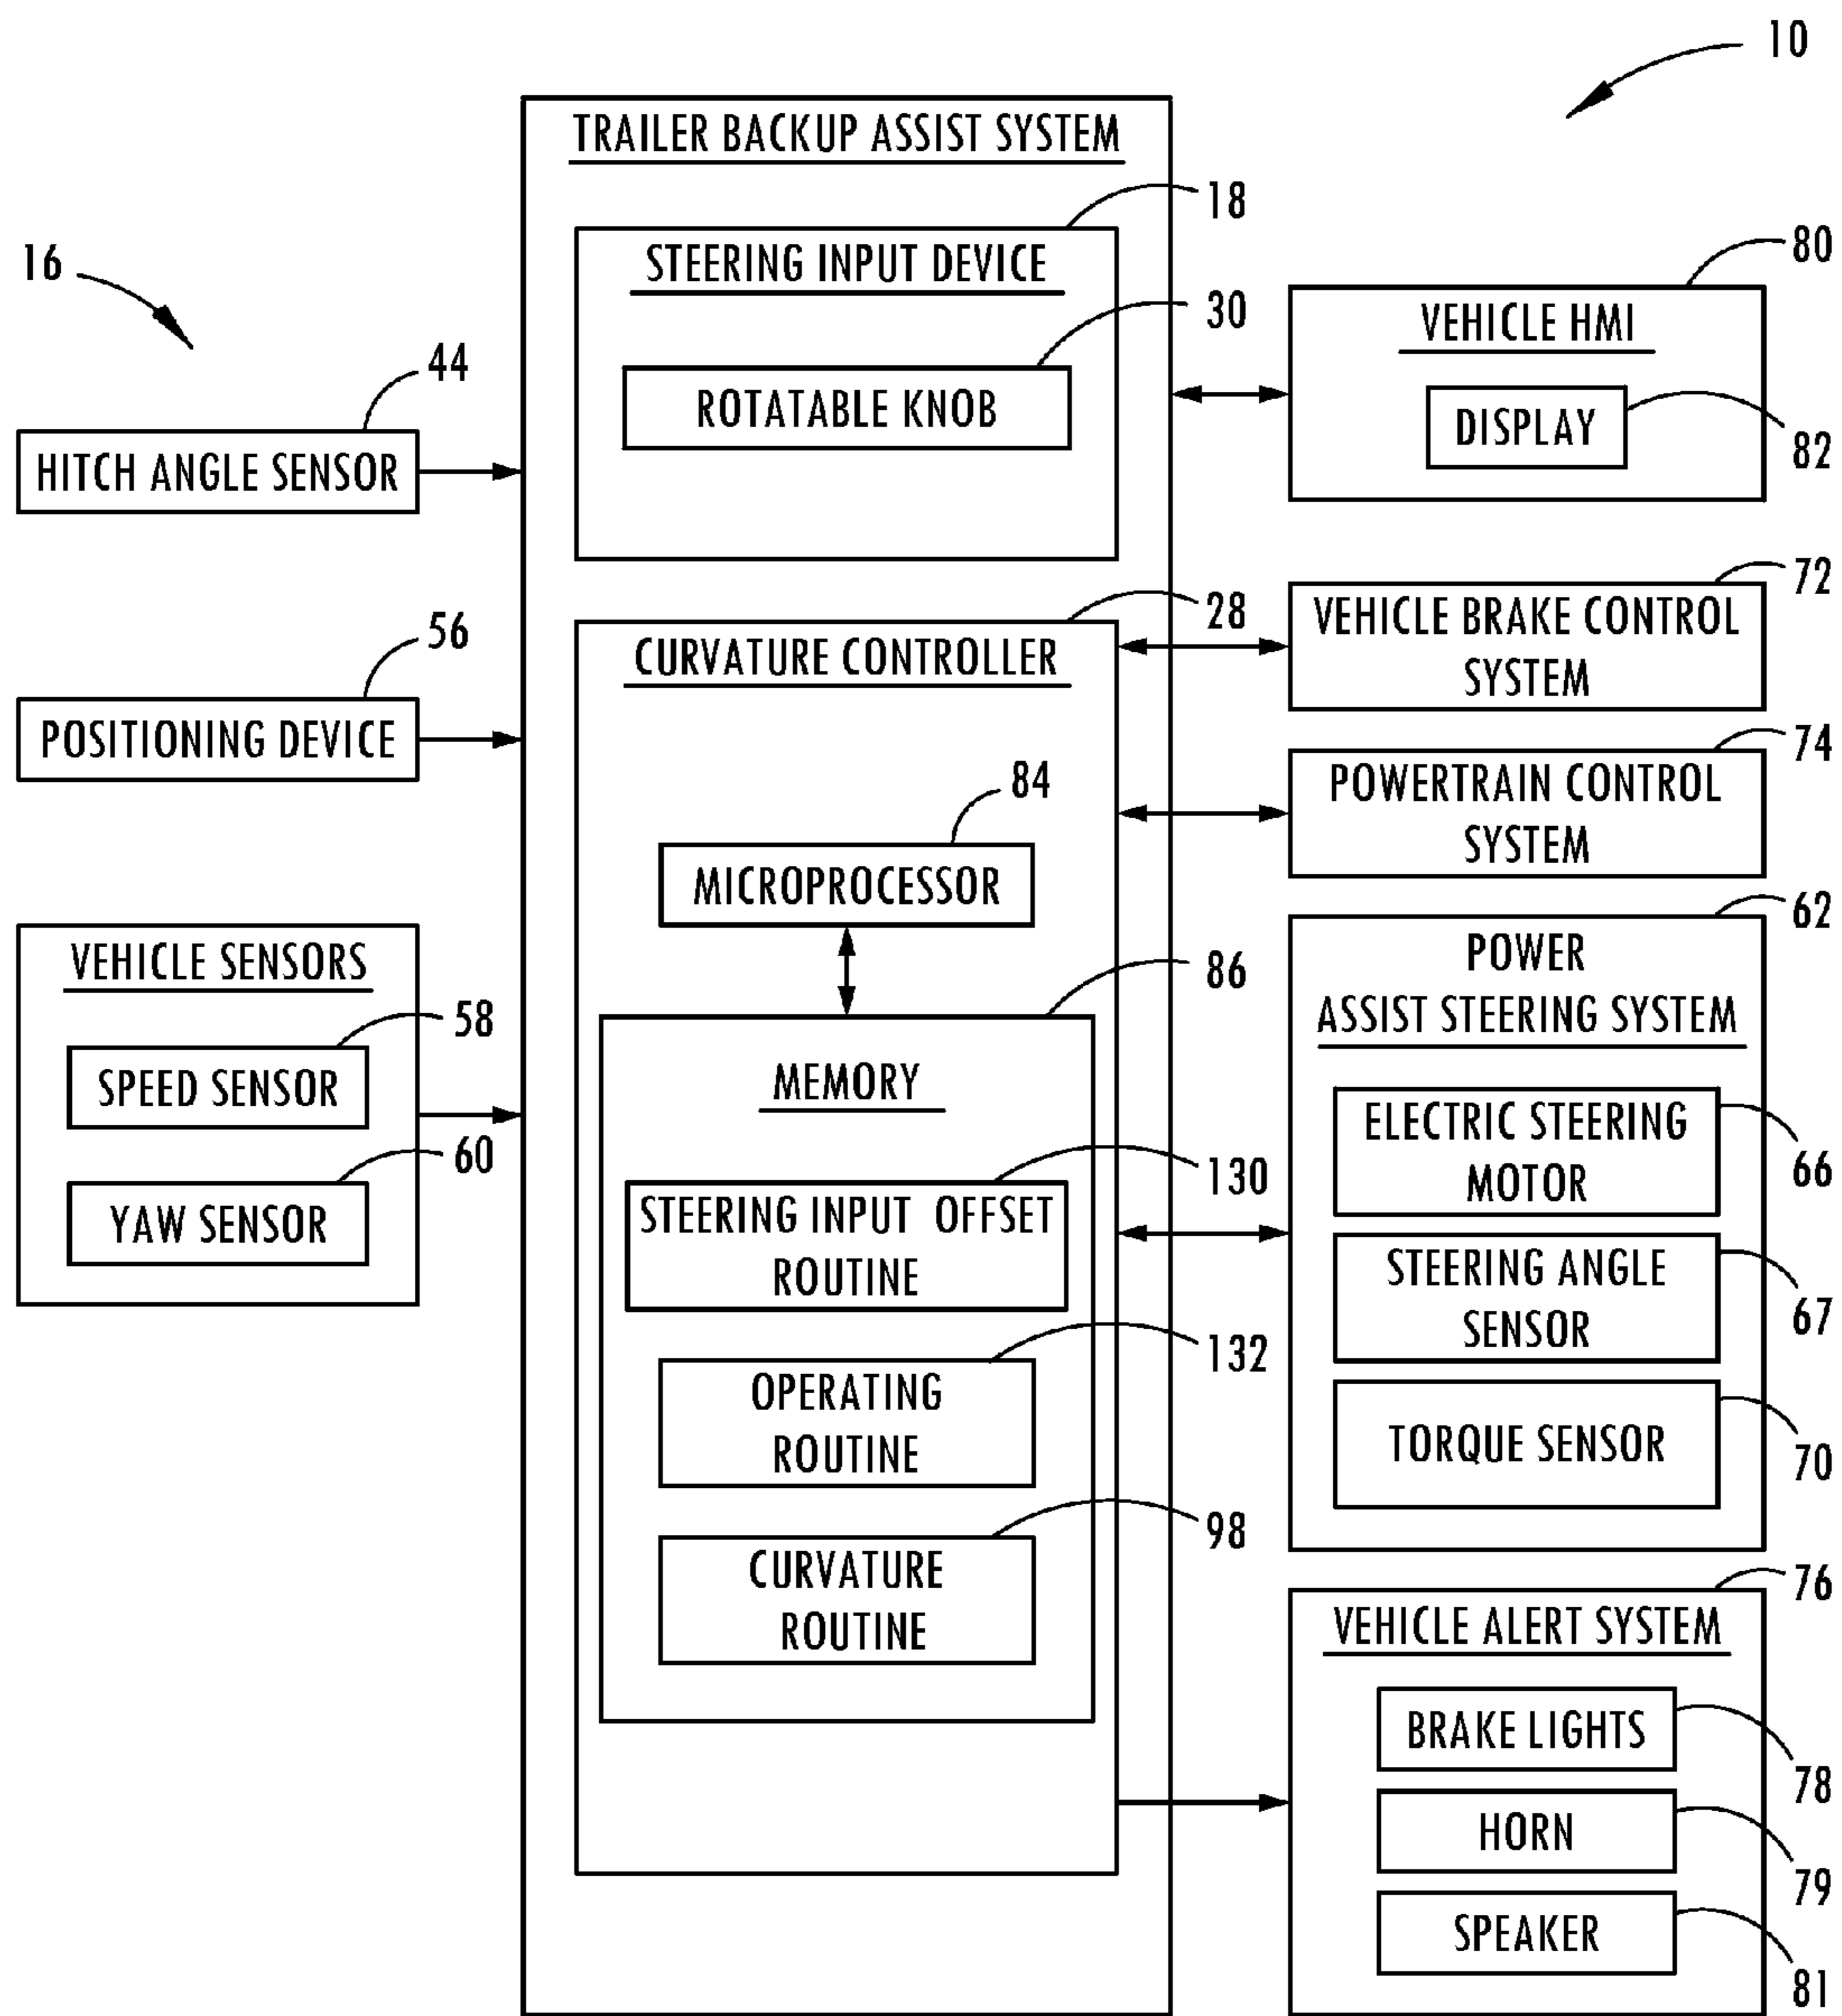 10
TRAILER BACKUP ASSIST SYSTEM
18
STEERING INPUT DEVICE
30
ROTATABLE KNOB
16
44
HITCH ANGLE SENSOR
56
POSITIONING DEVICE
VEHICLE SENSORS
58
SPEED SENSOR
60
YAW SENSOR
28
CURVATURE CONTROLLER
84
MICROPROCESSOR
86
MEMORY
130
STEERING INPUT OFFSET
ROUTINE
132
OPERATING
ROUTINE
98
CURVATURE
ROUTINE
80
VEHICLE HMI
DISPLAY
82
72
VEHICLE BRAKE CONTROL
SYSTEM
74
POWERTRAIN CONTROL
SYSTEM
62
POWER
ASSIST STEERING SYSTEM
ELECTRIC STEERING
MOTOR
66
STEERING ANGLE
SENSOR
67
TORQUE SENSOR
70
76
VEHICLE ALERT SYSTEM
BRAKE LIGHTS
78
HORN
79
SPEAKER
81